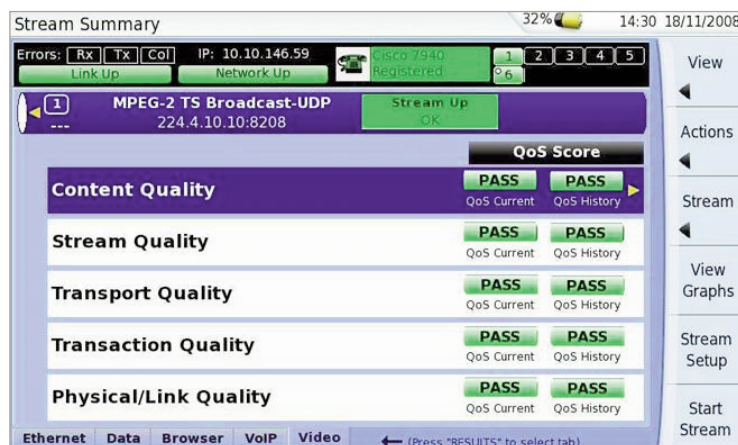 Stream Summary 32% 14:30 18/11/2008
Errors: Rx Tx Col IP: 10.10.146.59 Cisco 7940 1 2 3 4 5
Link Up Network Up Registered 6
1 MPEG-2 TS Broadcast-UDP Stream Up
--- 224.4.10.10:8208 OK
QoS Score
Content Quality PASS PASS
QoS Current QoS History
Stream Quality PASS PASS
QoS Current QoS History
Transport Quality PASS PASS
QoS Current QoS History
Transaction Quality PASS PASS
QoS Current QoS History
Physical/Link Quality PASS PASS
QoS Current QoS History
Ethernet Data Browser VoIP Video (Press "RESULTS" to select tab)
View
Actions
Stream
View
Graphs
Stream
Setup
Start
Stream